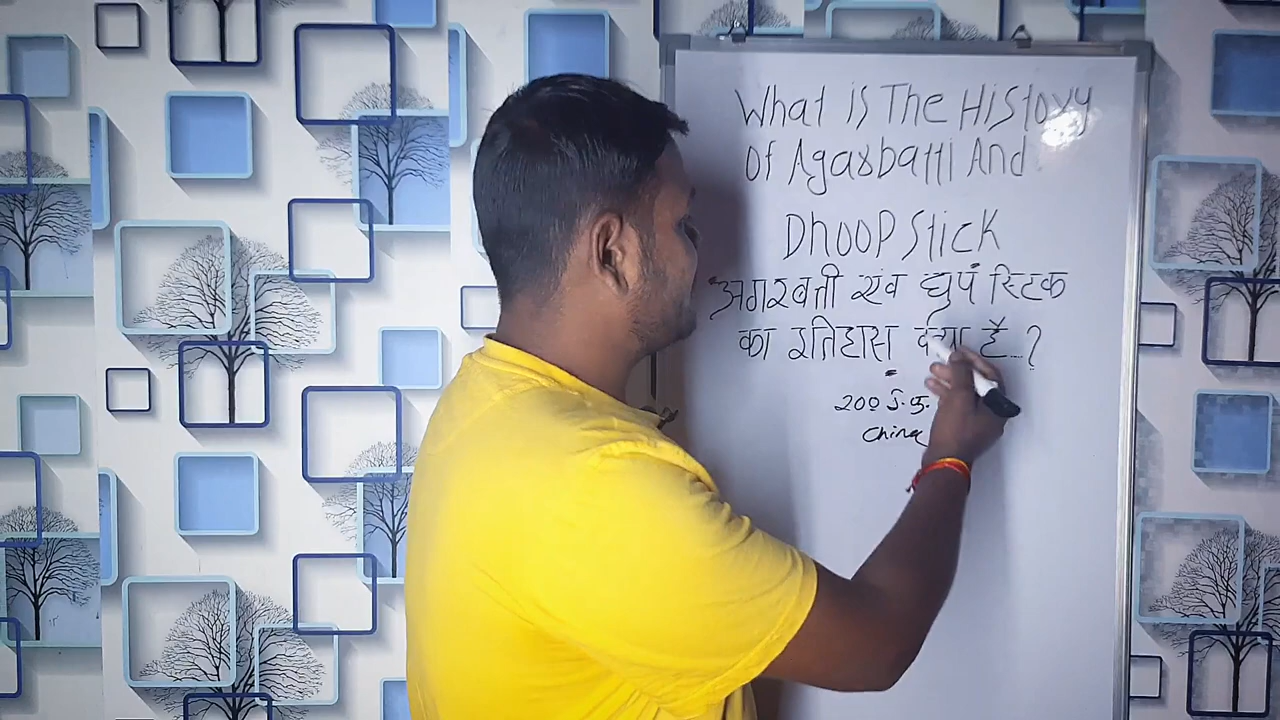 What is The History
Of Agarbatti And
Dhoop Stick
अगरबत्ती एवं धुप स्टिक
का इतिहास क्या है..?
200 ई.पू.
China